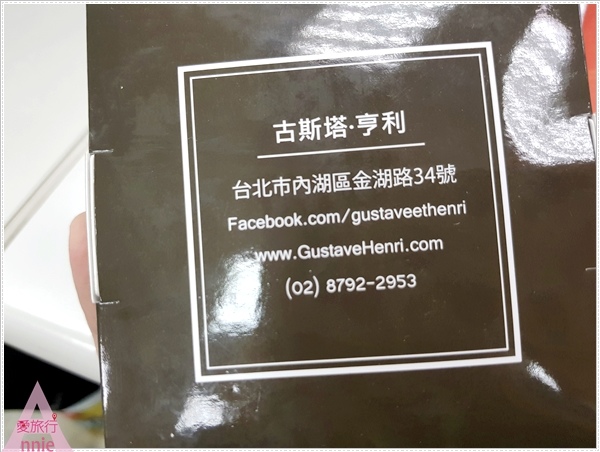 古斯塔·亨利
台北市內湖區金湖路34號
Facebook.com/gustaveethenri
www.GustaveHenri.com
(02) 8792-2953
愛旅行
nnie